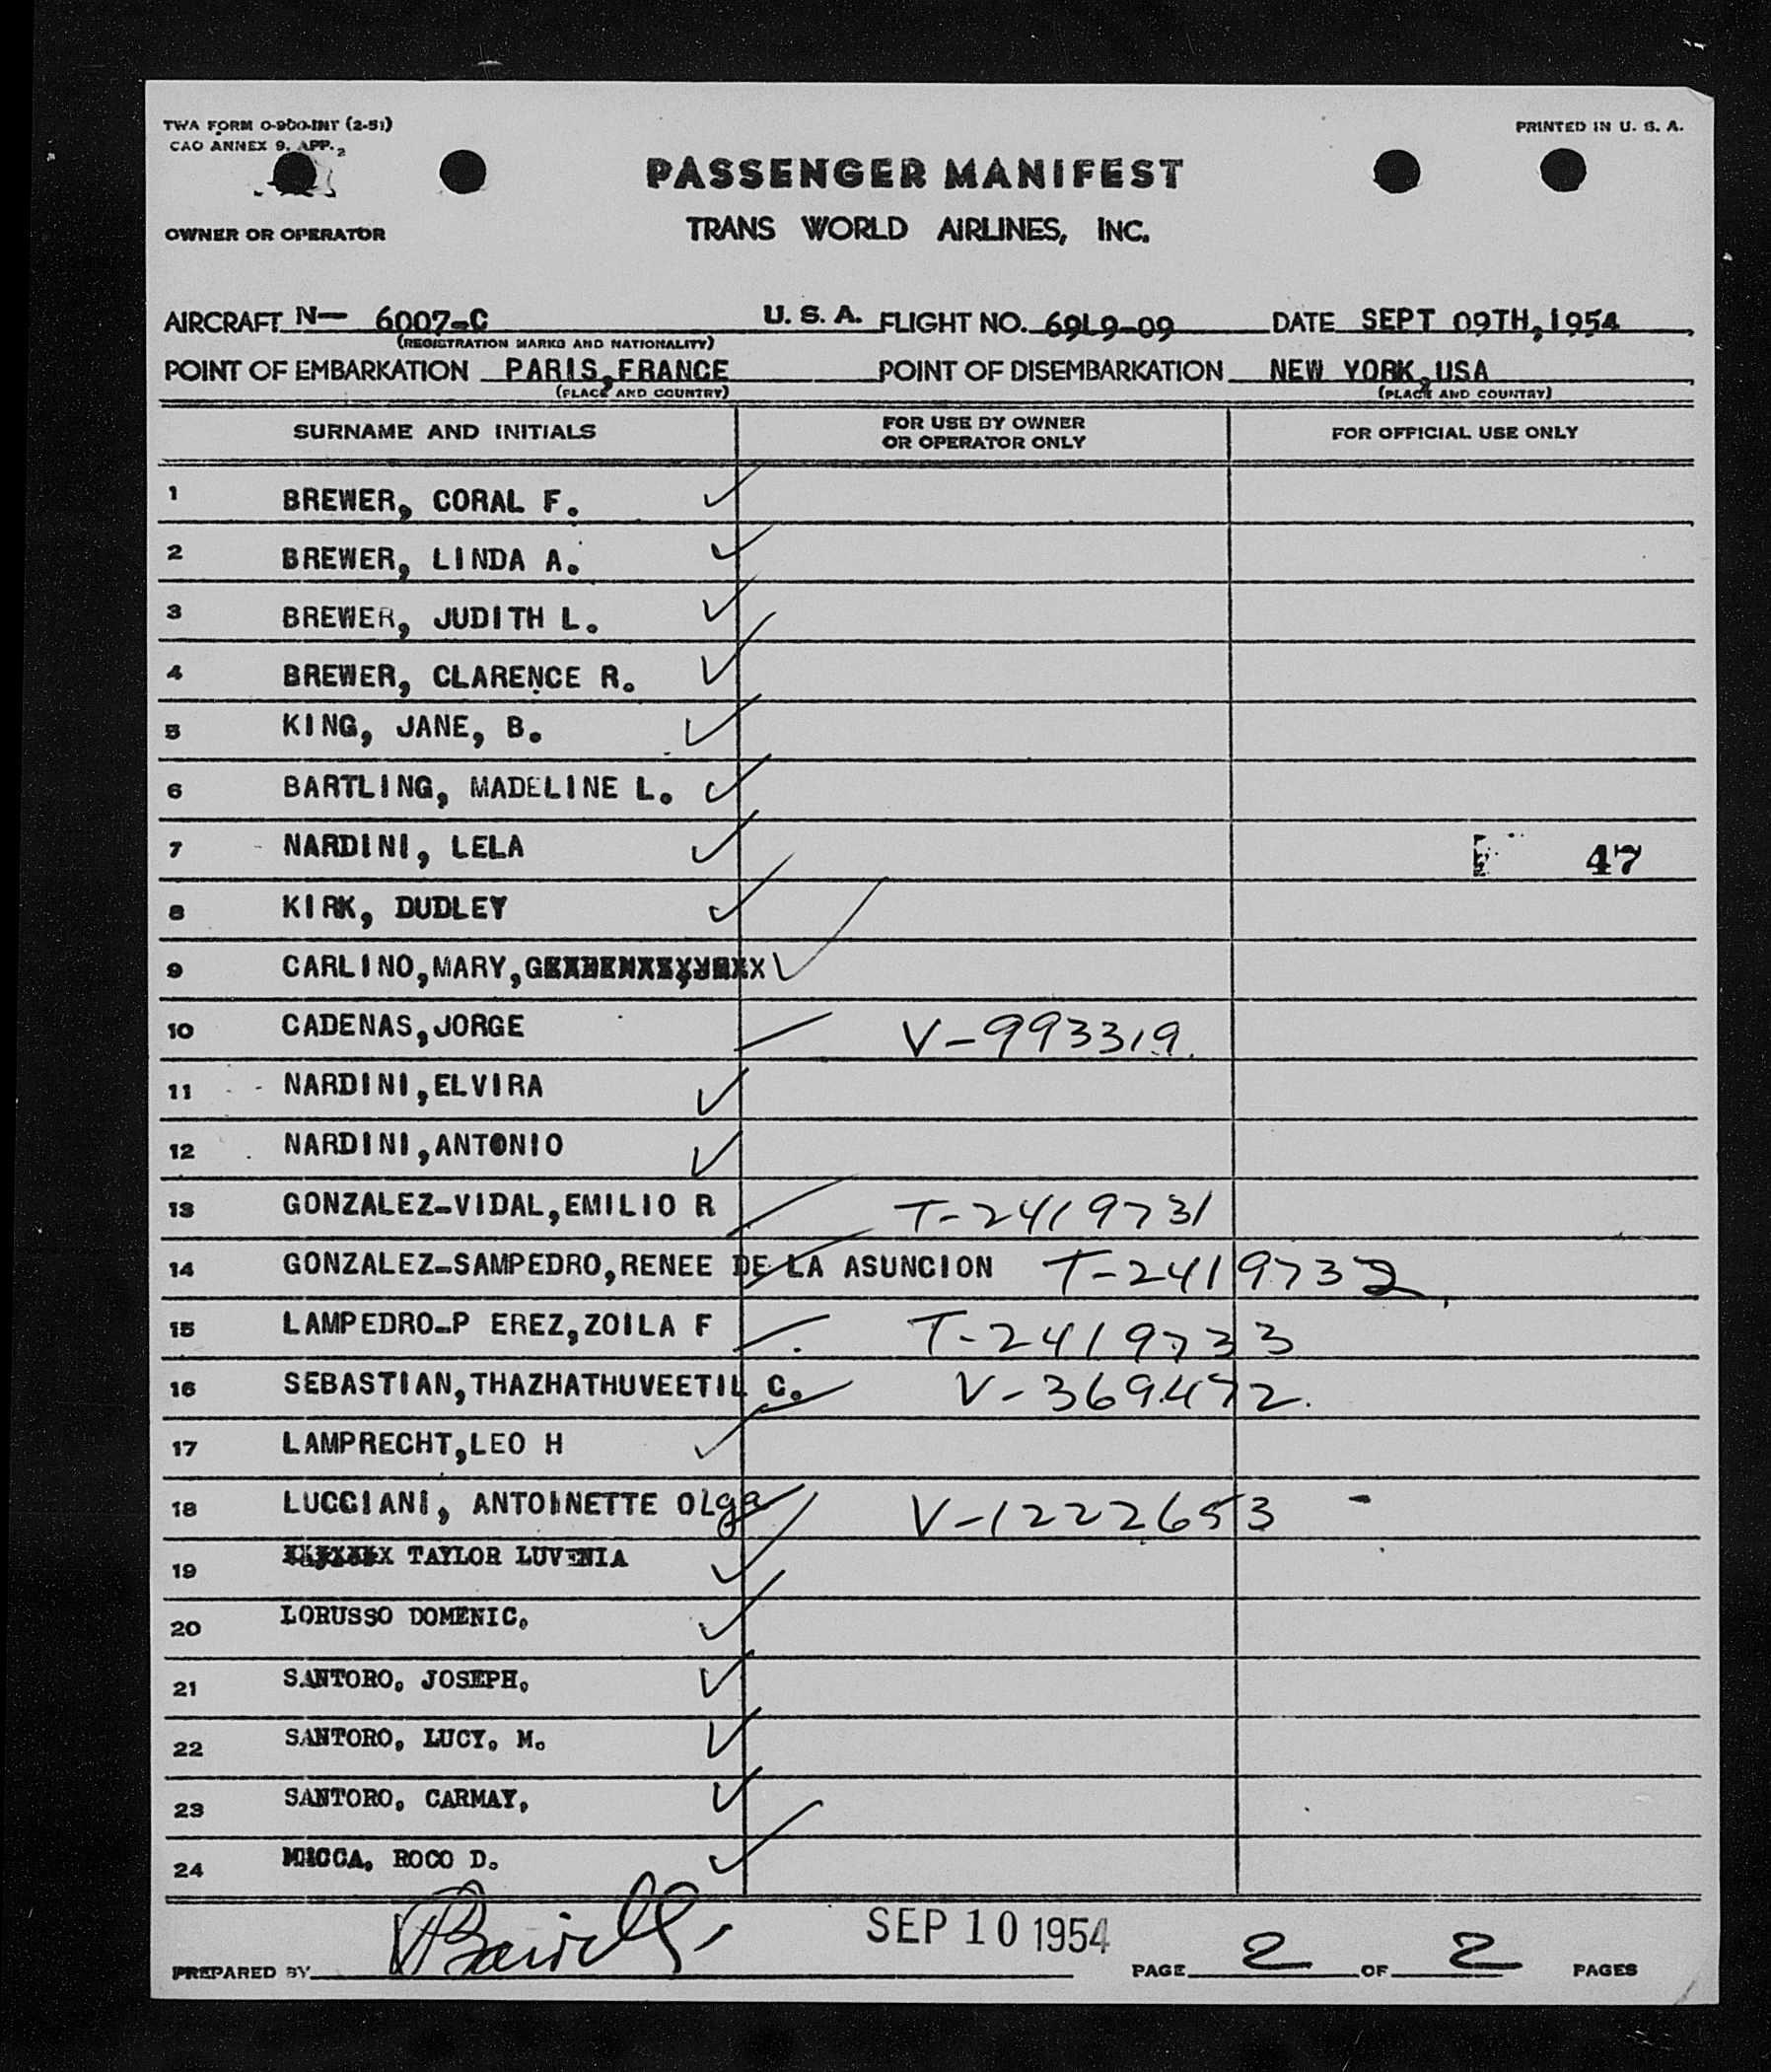 TWA FORM O-900-INT (2-51)
CAO ANNEX 9. APP. 2
PRINTED IN U. S. A.
PASSENGER MANIFEST
OWNER OR OPERATOR
TRANS WORLD AIRLINES, INC.
AIRCRAFT N— 6007-C U. S. A. FLIGHT NO. 69L9-09 DATE SEPT 09TH,1954
(REGISTRATION MARKS AND NATIONALITY)
POINT OF EMBARKATION PARIS,FRANCE POINT OF DISEMBARKATION NEW YORK,USA
(PLACE AND COUNTRY) (PLACE AND COUNTRY)
SURNAME AND INITIALS FOR USE BY OWNER OR OPERATOR ONLY FOR OFFICIAL USE ONLY
1 BREWER, CORAL F.
2 BREWER, LINDA A.
3 BREWER, JUDITH L.
4 BREWER, CLARENCE R.
5 KING, JANE, B.
6 BARTLING, MADELINE L.
7 NARDINI, LELA 47
8 KIRK, DUDLEY
9 CARLINO,MARY,G
10 CADENAS,JORGE V-993319
11 NARDINI,ELVIRA
12 NARDINI,ANTONIO
13 GONZALEZ-VIDAL,EMILIO R T-2419731
14 GONZALEZ-SAMPEDRO,RENEE DE LA ASUNCION T-2419732
15 LAMPEDRO-P EREZ,ZOILA F T-2419733
16 SEBASTIAN,THAZHATHUVEETIL C. V-369472
17 LAMPRECHT,LEO H
18 LUCCIANI, ANTOINETTE OLga V-1222653
19 TAYLOR LUVENIA
20 LORUSSO DOMENIC.
21 SANTORO, JOSEPH,
22 SANTORO, LUCY, M.
23 SANTORO, CARMAY,
24 MICCA, ROCO D.
SEP 10 1954
PREPARED BY PAGE 2 OF 2 PAGES